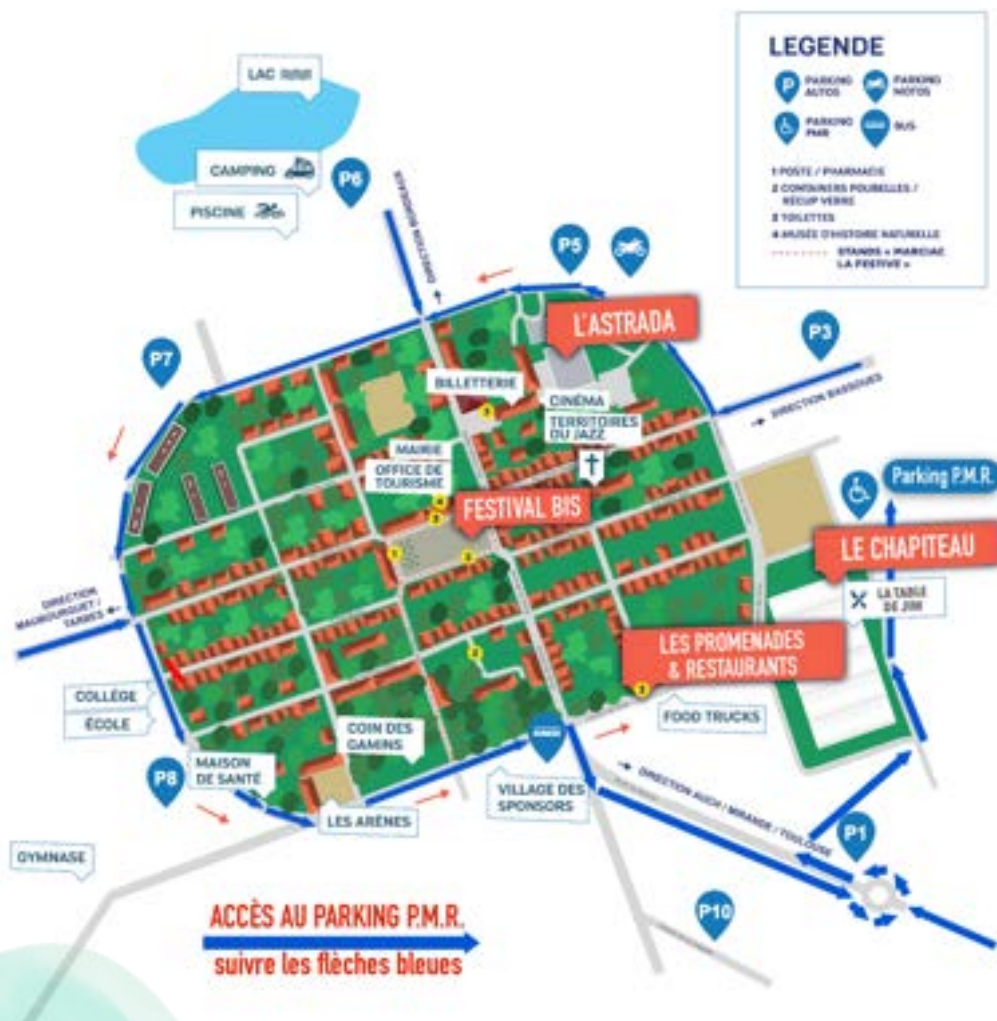 LEGENDE
PARKING AUTOS
PARKING MOTOS
PARKING PMR
BUS
1 POSTE / PHARMACIE
2 CONTAINERS POUBELLES /
RÉCUP VERRE
3 TOILETTES
4 MUSÉE D'HISTOIRE NATURELLE
STANDS « MARCIAC
LA FESTIVE »
LAC
CAMPING
PISCINE
P6
DIRECTION BORDEAUX
P5
L'ASTRADA
P3
DIRECTION BASSOUES
P7
BILLETTERIE
CINÉMA
TERRITOIRES
DU JAZZ
MAIRIE
OFFICE DE
TOURISME
FESTIVAL BIS
Parking P.M.R.
LE CHAPITEAU
LA TABLE
DE JIM
DIRECTION
MAUBOURGUET /
TARBES
LES PROMENADES
& RESTAURANTS
FOOD TRUCKS
COLLÉGE
ÉCOLE
COIN DES
GAMINS
MAISON
DE SANTÉ
P8
LES ARÈNES
VILLAGE DES
SPONSORS
DIRECTION AUCH / MIRANDE / TOULOUSE
P1
GYMNASE
P10
ACCÈS AU PARKING P.M.R.
suivre les flèches bleues